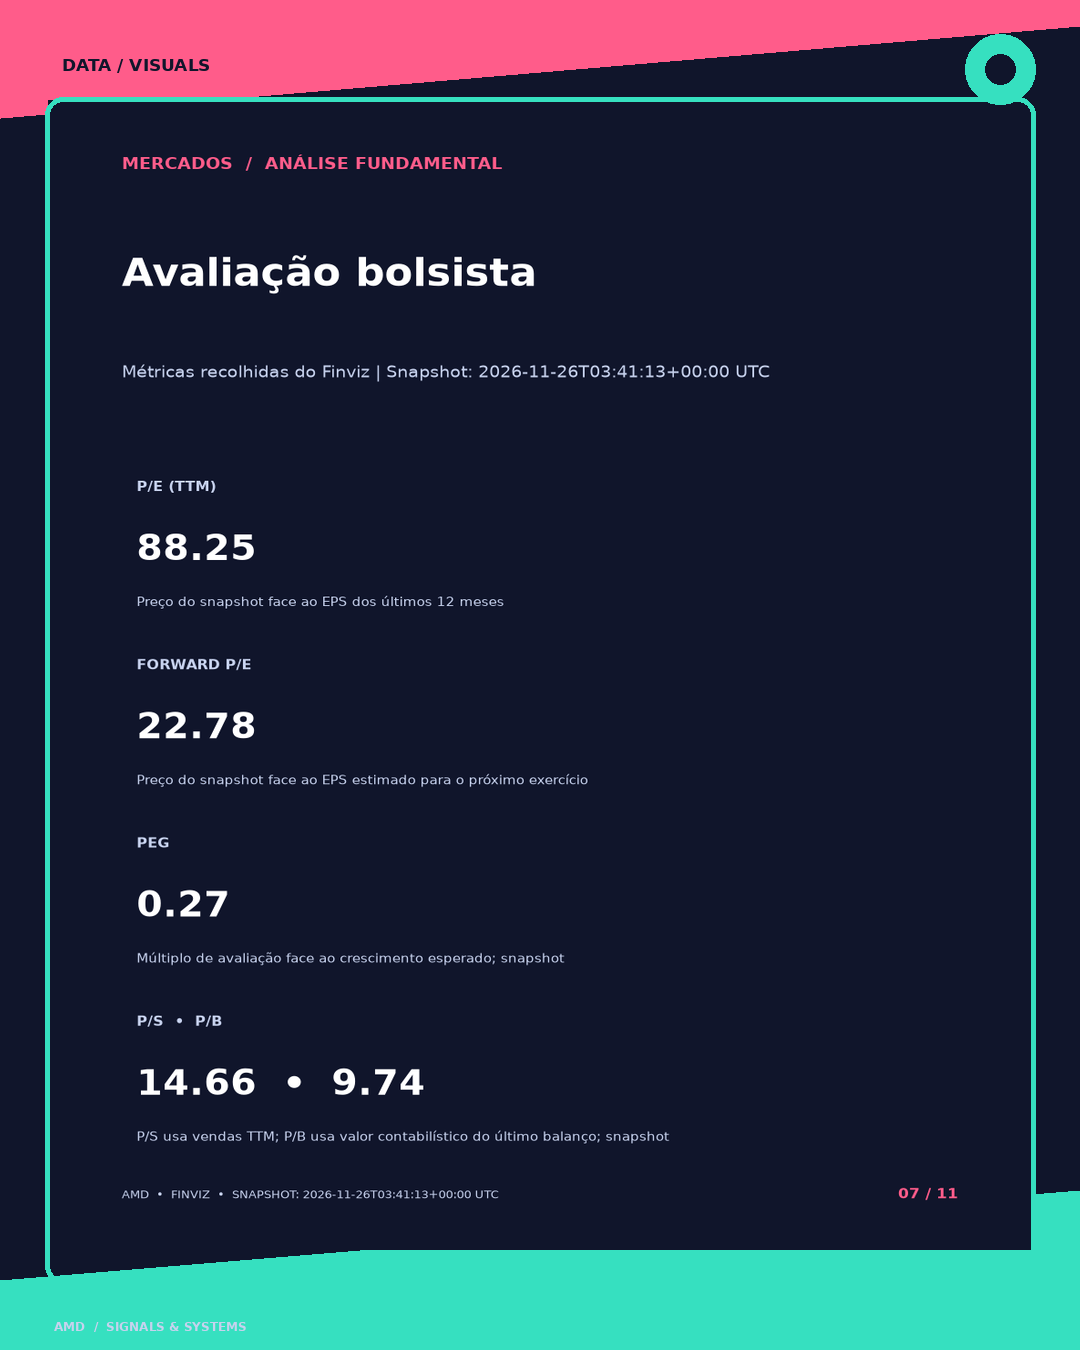 DATA / VISUALS
MERCADOS / ANÁLISE FUNDAMENTAL
Avaliação bolsista
Métricas recolhidas do Finviz | Snapshot: 2026-11-26T03:41:13+00:00 UTC
P/E (TTM)
88.25
Preço do snapshot face ao EPS dos últimos 12 meses
FORWARD P/E
22.78
Preço do snapshot face ao EPS estimado para o próximo exercício
PEG
0.27
Múltiplo de avaliação face ao crescimento esperado; snapshot
P/S • P/B
14.66 • 9.74
P/S usa vendas TTM; P/B usa valor contabilístico do último balanço; snapshot
AMD • FINVIZ • SNAPSHOT: 2026-11-26T03:41:13+00:00 UTC
07 / 11
AMD / SIGNALS & SYSTEMS